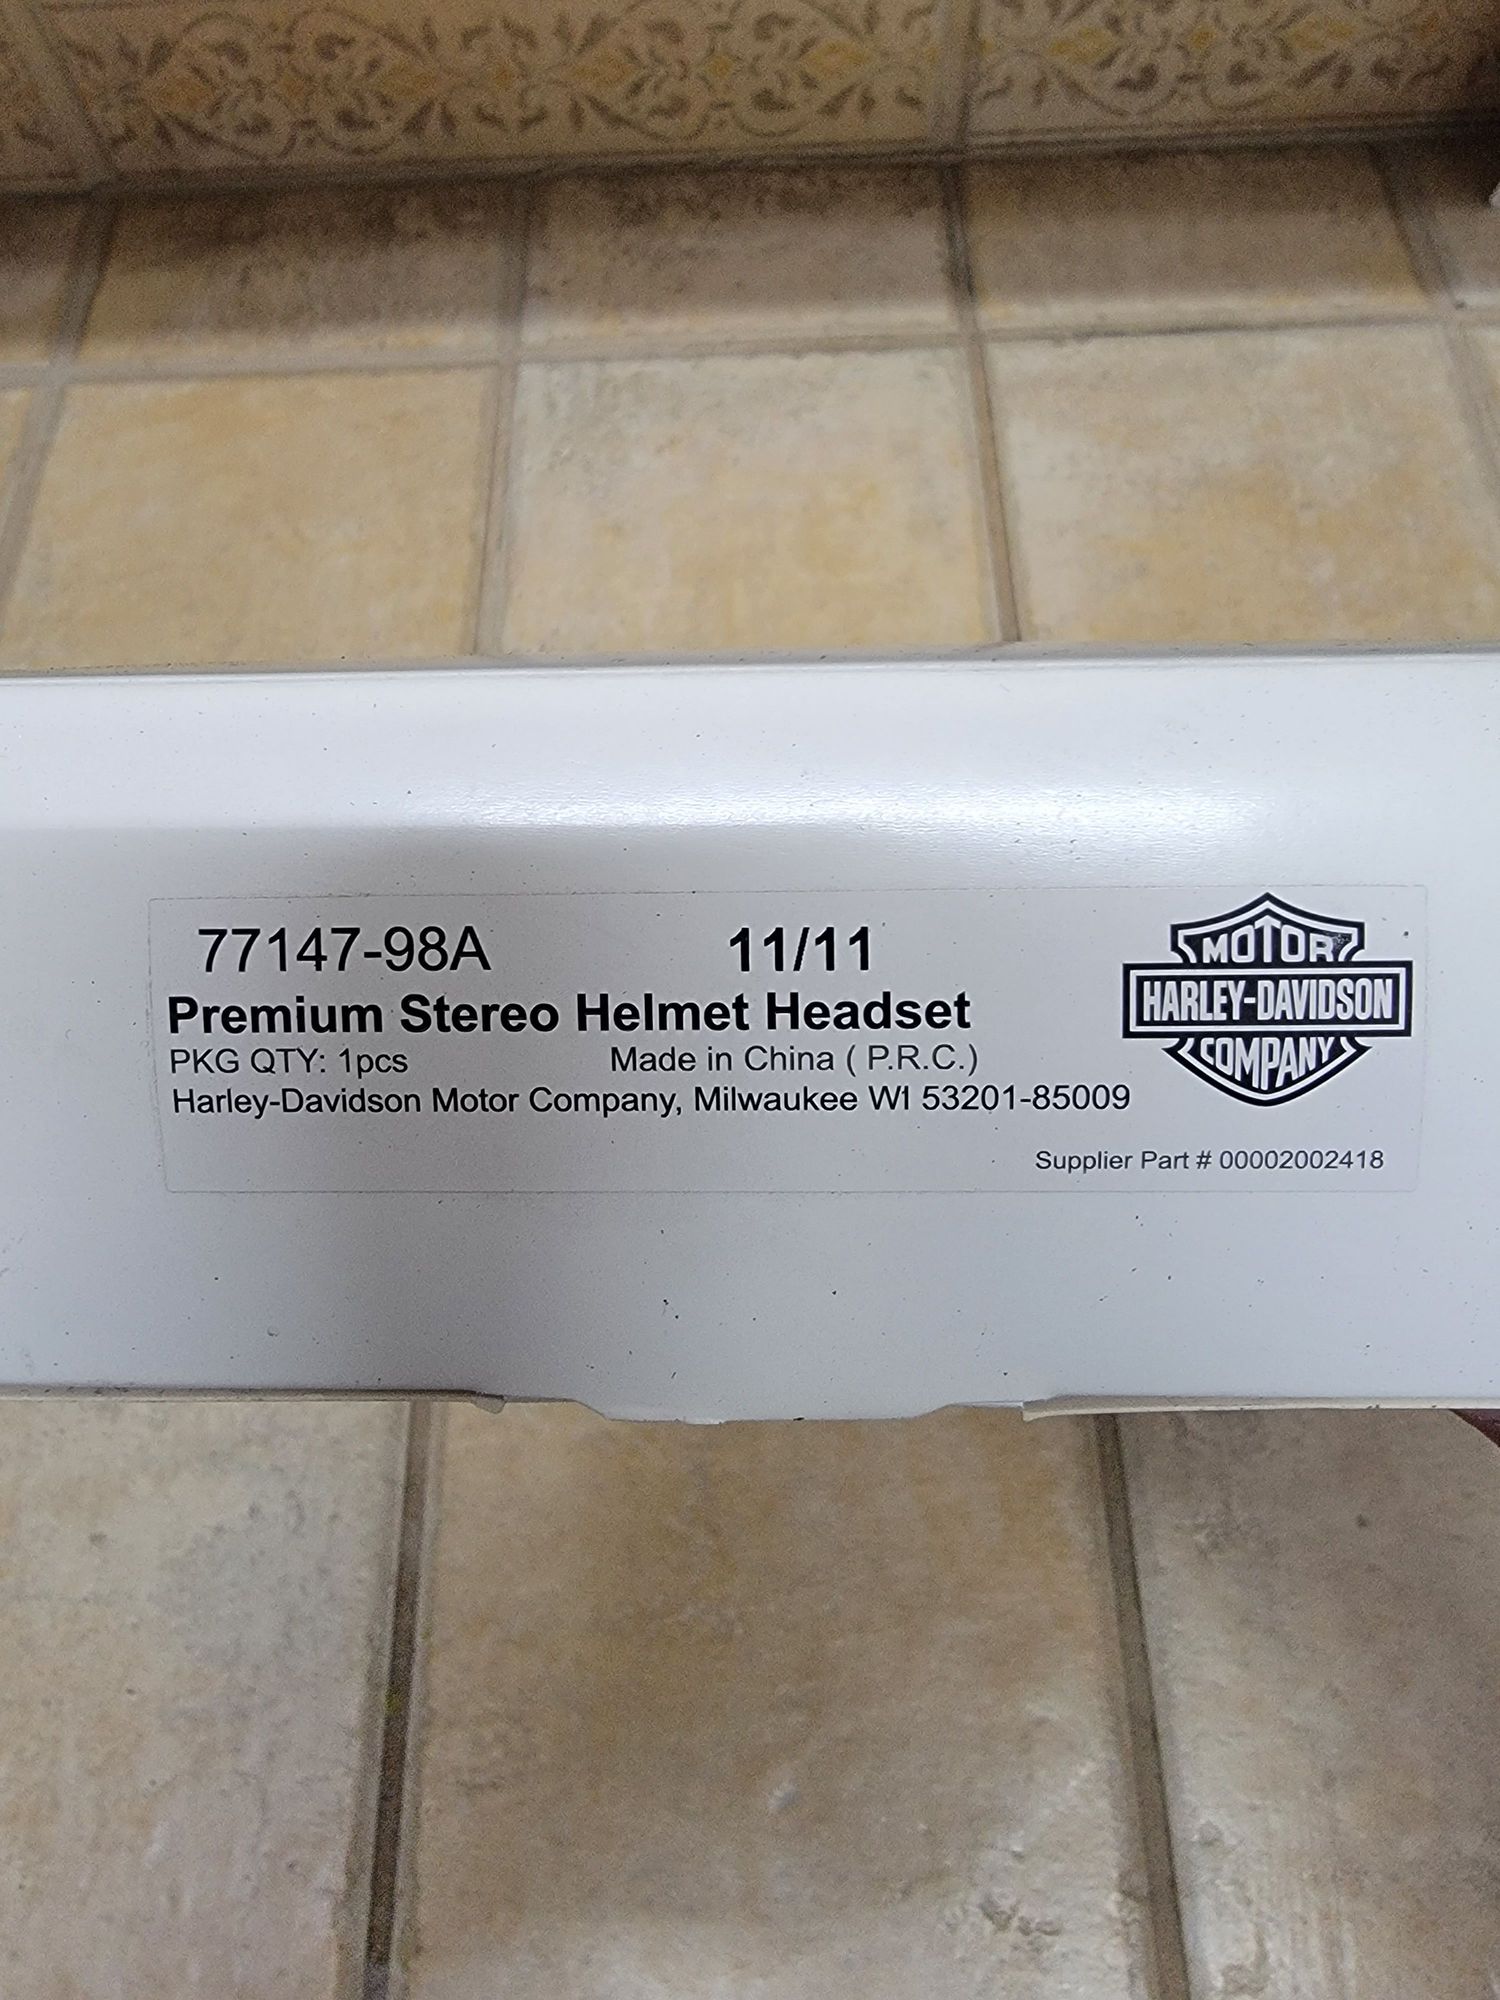 77147-98A 11/11
Premium Stereo Helmet Headset
PKG QTY: 1pcs Made in China ( P.R.C.)
Harley-Davidson Motor Company, Milwaukee WI 53201-85009
Supplier Part # 00002002418
MOTOR
HARLEY-DAVIDSON
COMPANY